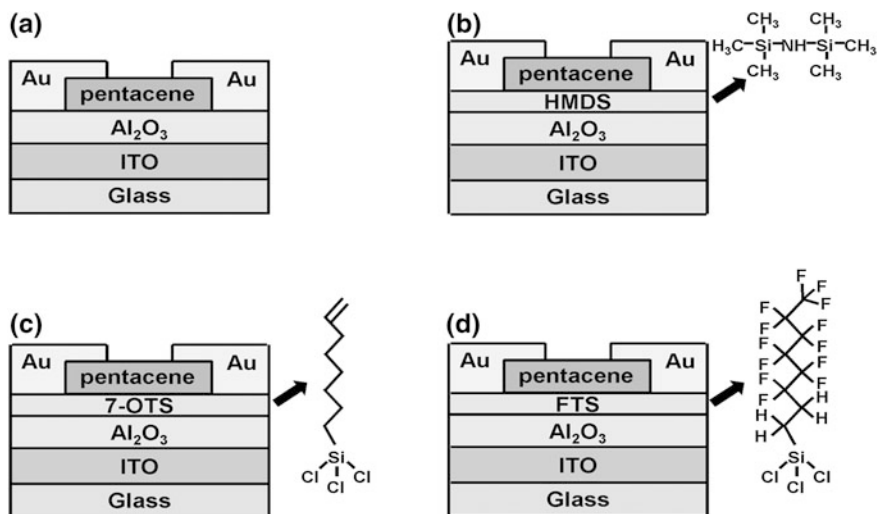 (a)
Au Au
pentacene
Al₂O₃
ITO
Glass
(b)
Au Au
pentacene
HMDS
Al₂O₃
ITO
Glass
CH₃ CH₃
H₃C-Si-NH-Si-CH₃
CH₃ CH₃
(c)
Au Au
pentacene
7-OTS
Al₂O₃
ITO
Glass
Si
Cl Cl Cl
(d)
Au Au
pentacene
FTS
Al₂O₃
ITO
Glass
F
F
F F
F F
F F
F F
F F
F F
H H
H H
Si
Cl Cl Cl